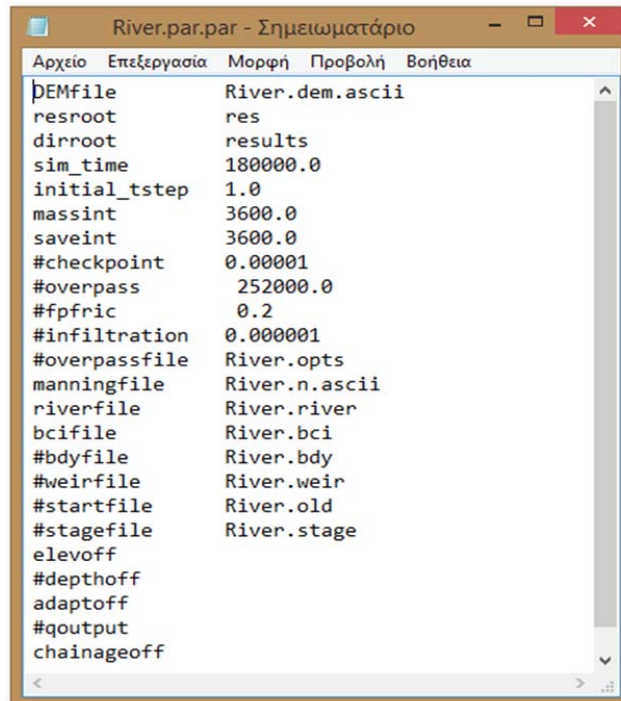 River.par.par - Σημειωματάριο
Αρχείο Επεξεργασία Μορφή Προβολή Βοήθεια
DEMfile River.dem.ascii
resroot res
dirroot results
sim_time 180000.0
initial_tstep 1.0
massint 3600.0
saveint 3600.0
#checkpoint 0.00001
#overpass 252000.0
#fpfric 0.2
#infiltration 0.000001
#overpassfile River.opts
manningfile River.n.ascii
riverfile River.river
bcifile River.bci
#bdyfile River.bdy
#weirfile River.weir
#startfile River.old
#stagefile River.stage
elevoff
#depthoff
adaptoff
#qoutput
chainageoff